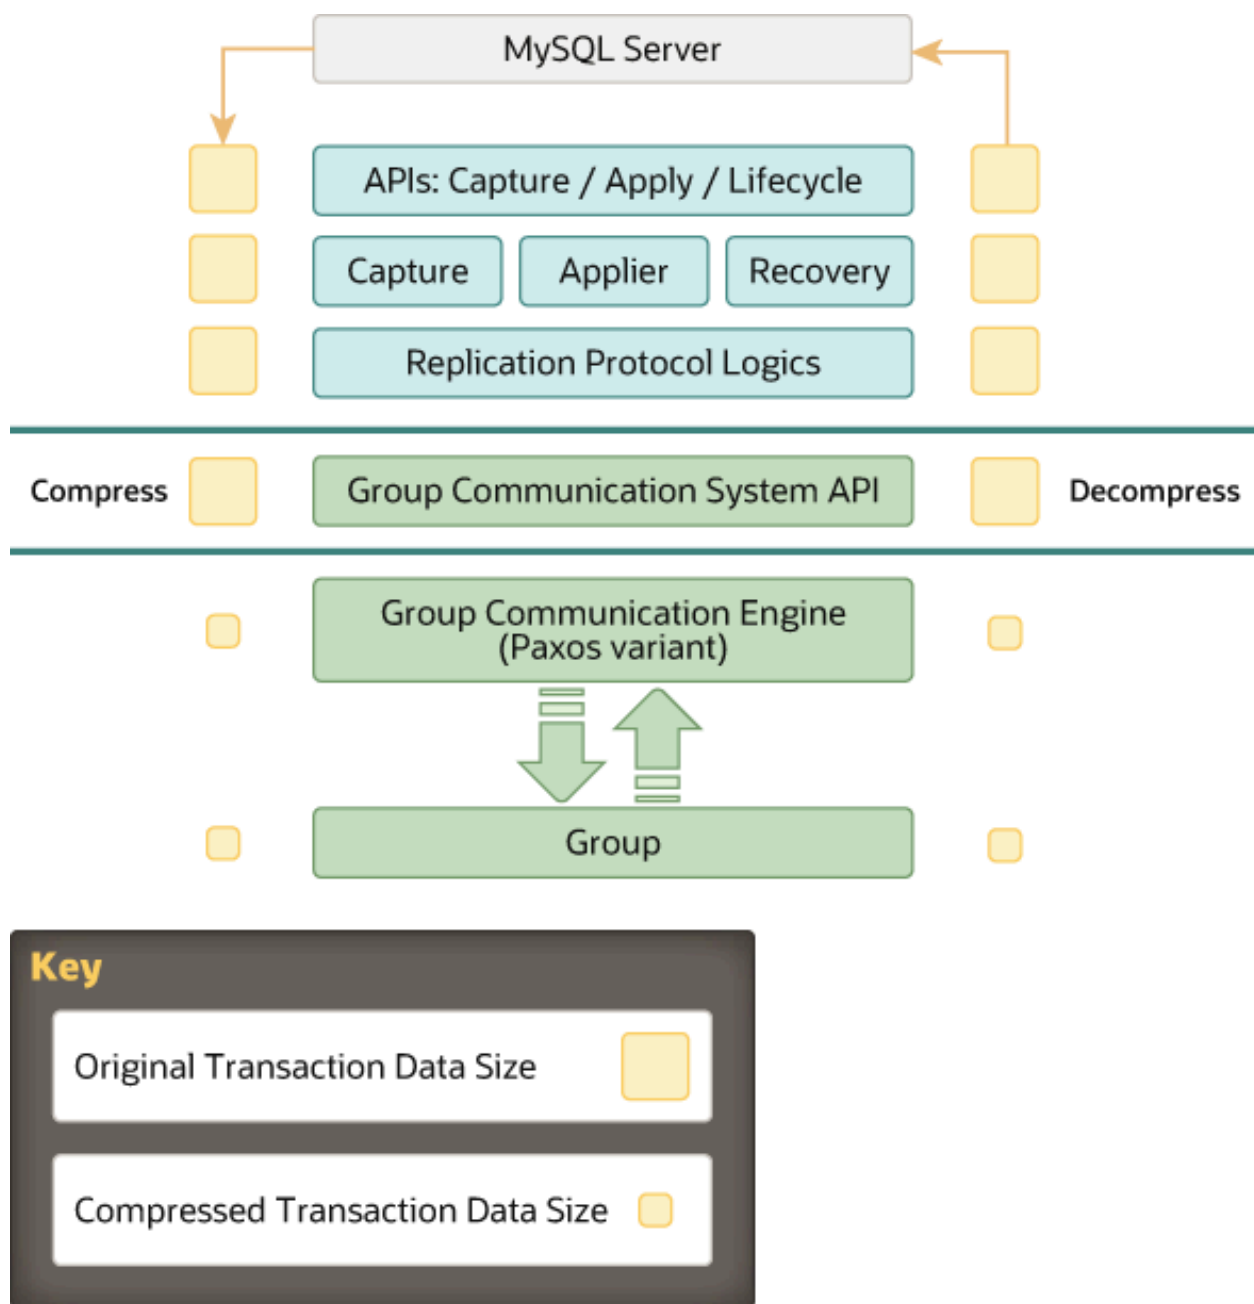 MySQL Server
APIs: Capture / Apply / Lifecycle
Capture
Applier
Recovery
Replication Protocol Logics
Compress
Group Communication System API
Decompress
Group Communication Engine
(Paxos variant)
Group
Key
Original Transaction Data Size
Compressed Transaction Data Size